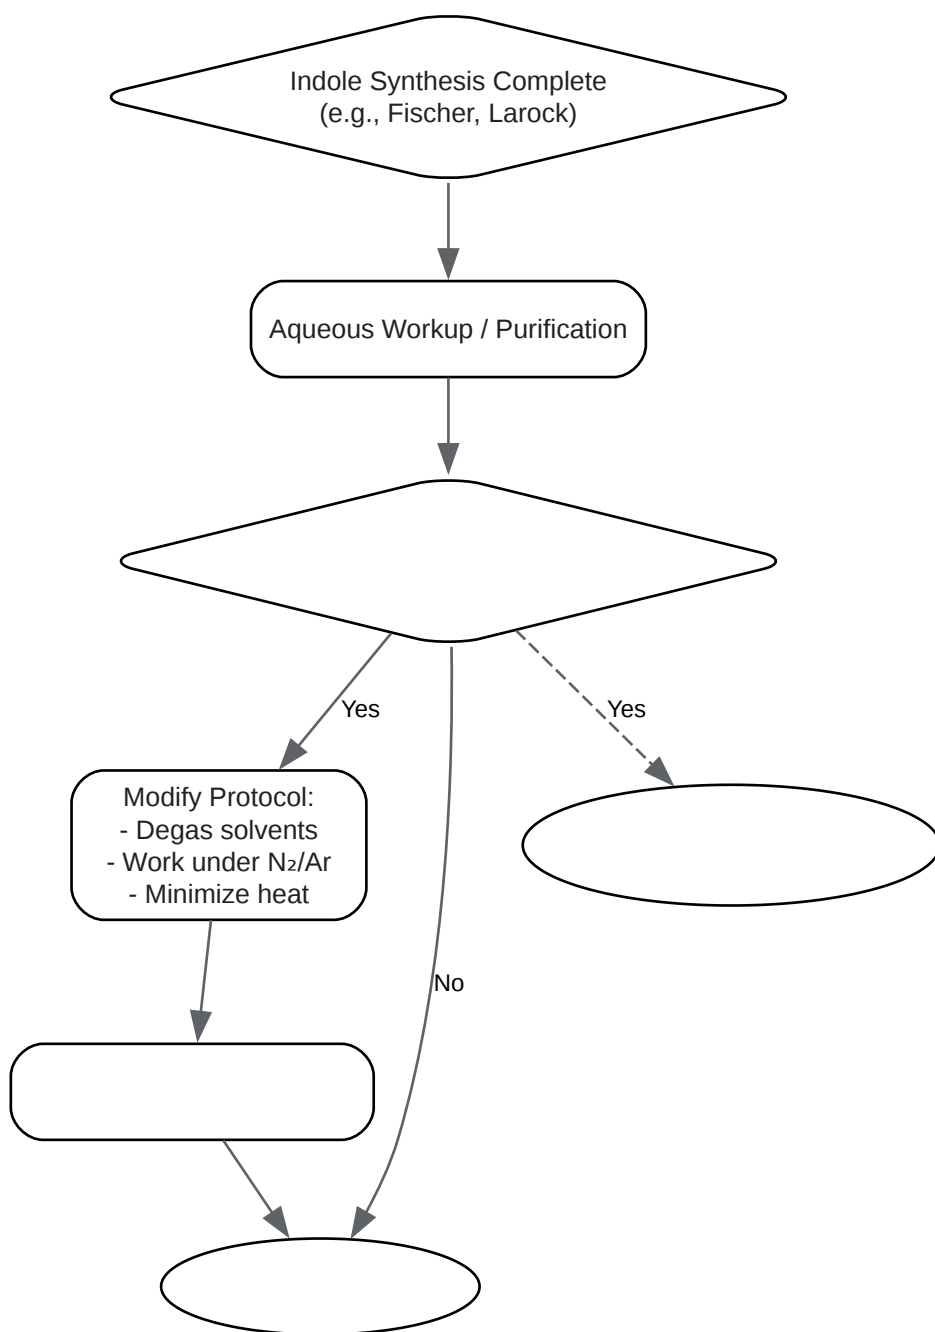 Indole Synthesis Complete
(e.g., Fischer, Larock)
Aqueous Workup / Purification
Yes
Yes
Modify Protocol:
- Degas solvents
- Work under N₂/Ar
- Minimize heat
No